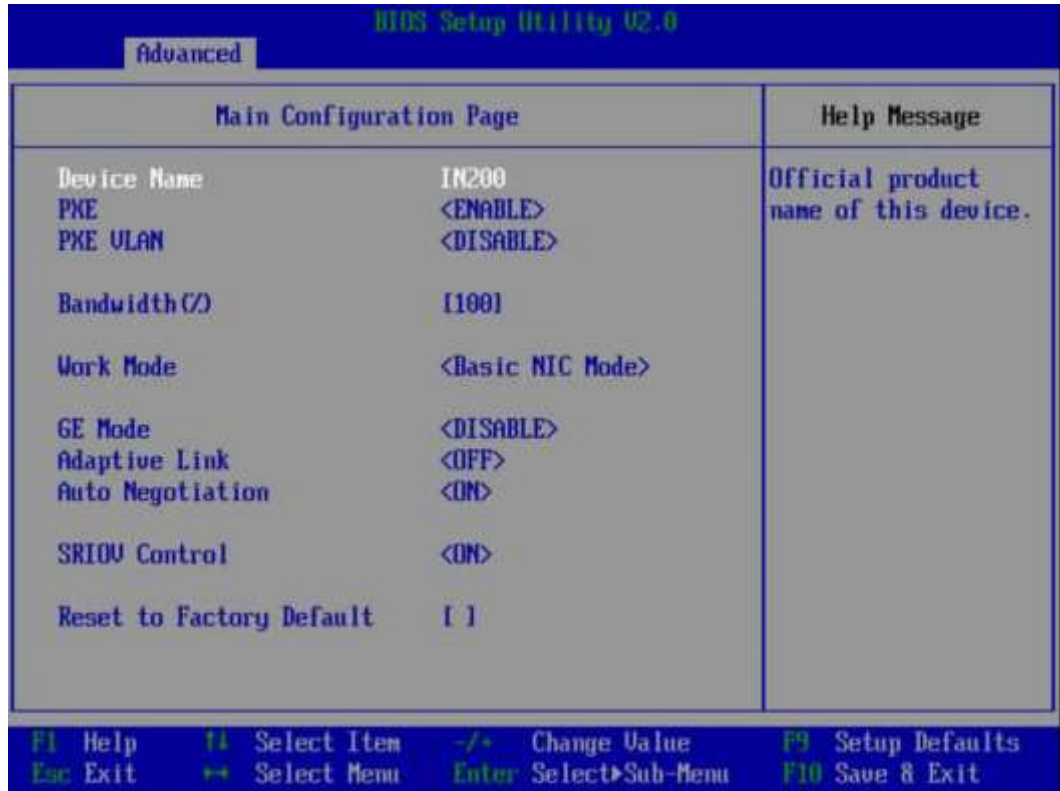 BIOS Setup Utility V2.0
Advanced
Main Configuration Page
Help Message
Device Name IN200
PXE <ENABLE>
PXE VLAN <DISABLE>
Bandwidth(%) [100]
Work Mode <Basic NIC Mode>
GE Mode <DISABLE>
Adaptive Link <OFF>
Auto Negotiation <ON>
SRIOV Control <ON>
Reset to Factory Default [ ]
Official product
name of this device.
F1 Help ↑↓ Select Item -/+ Change Value F9 Setup Defaults
Esc Exit ←→ Select Menu Enter Select▶Sub-Menu F10 Save & Exit